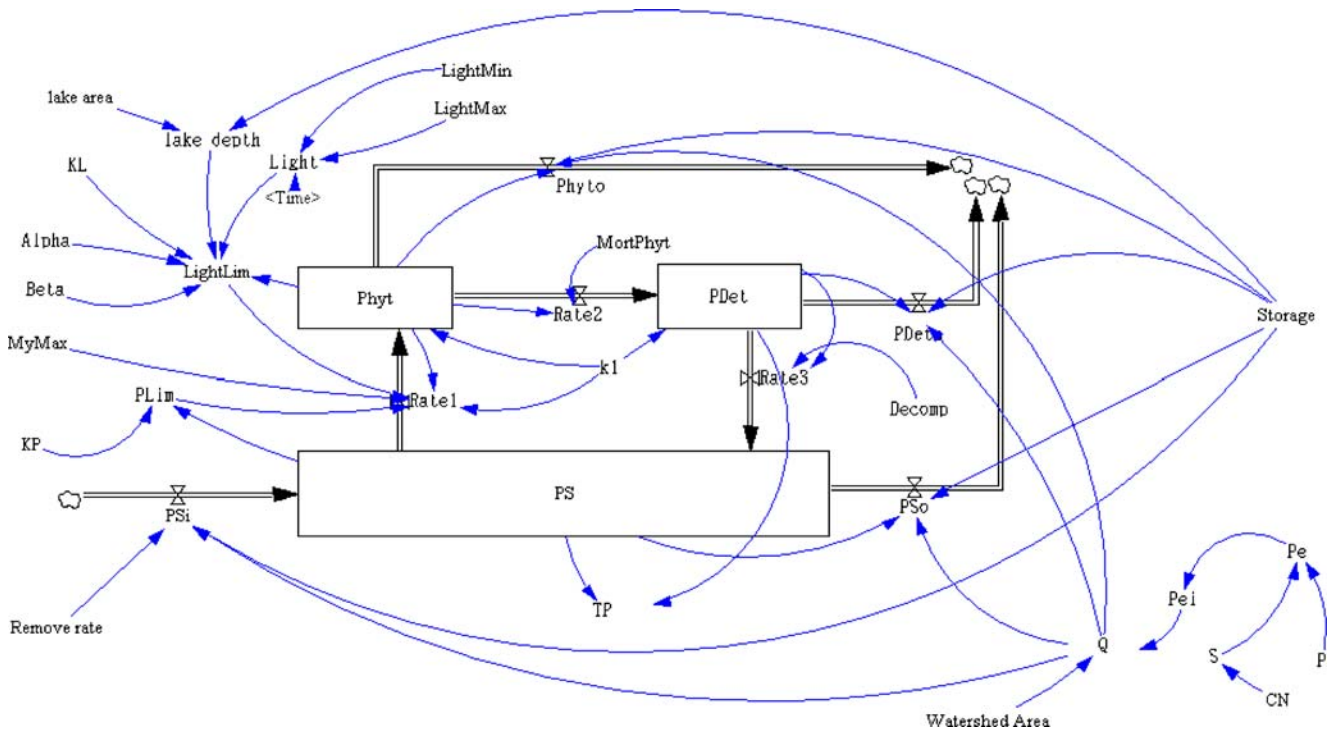 LightMin
lake area
LightMax
lake depth
KL
Light
<Time>
Phyto
Alpha
MortPhyt
LightLim
Beta
Phyt
PDet
Rate2
PDeto
Storage
MyMax
k1
Rate3
PLim
Rate1
Decomp
KP
PS
PSi
PSo
Pe
Pei
TP
Remove rate
Q
S
P
CN
Watershed Area